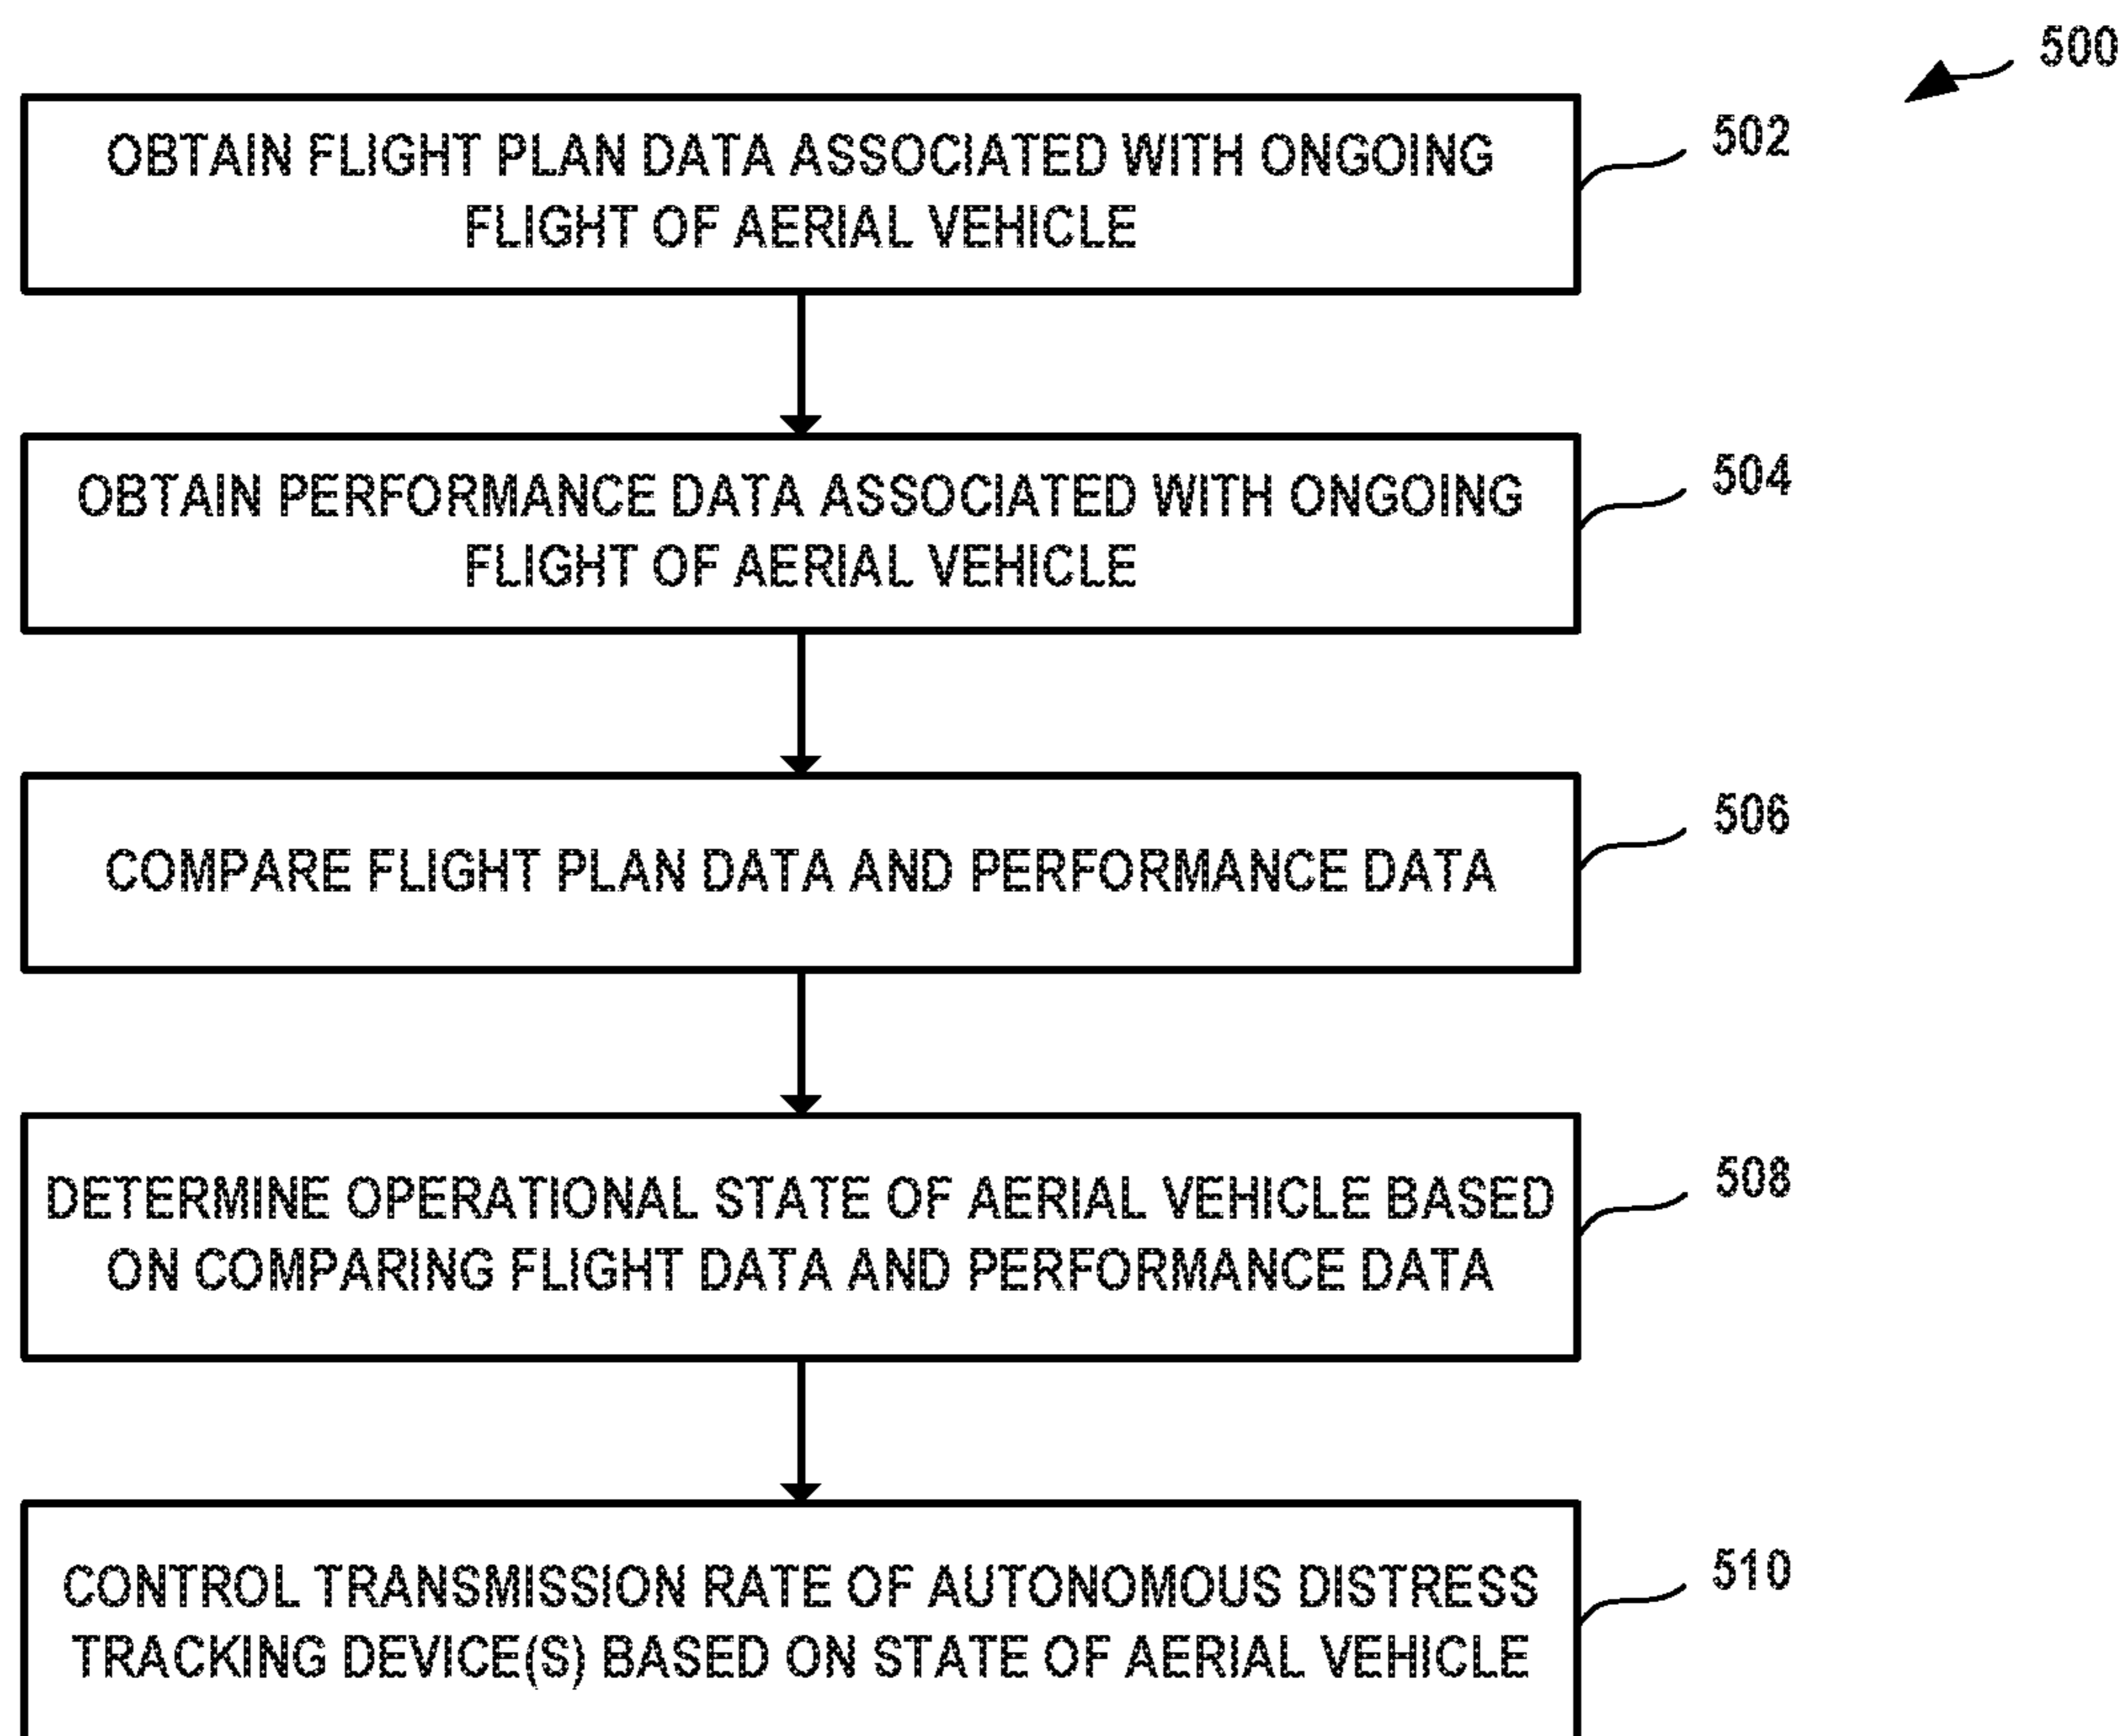 500
OBTAIN FLIGHT PLAN DATA ASSOCIATED WITH ONGOING
FLIGHT OF AERIAL VEHICLE
502
OBTAIN PERFORMANCE DATA ASSOCIATED WITH ONGOING
FLIGHT OF AERIAL VEHICLE
504
COMPARE FLIGHT PLAN DATA AND PERFORMANCE DATA
506
DETERMINE OPERATIONAL STATE OF AERIAL VEHICLE BASED
ON COMPARING FLIGHT DATA AND PERFORMANCE DATA
508
CONTROL TRANSMISSION RATE OF AUTONOMOUS DISTRESS
TRACKING DEVICE(S) BASED ON STATE OF AERIAL VEHICLE
510